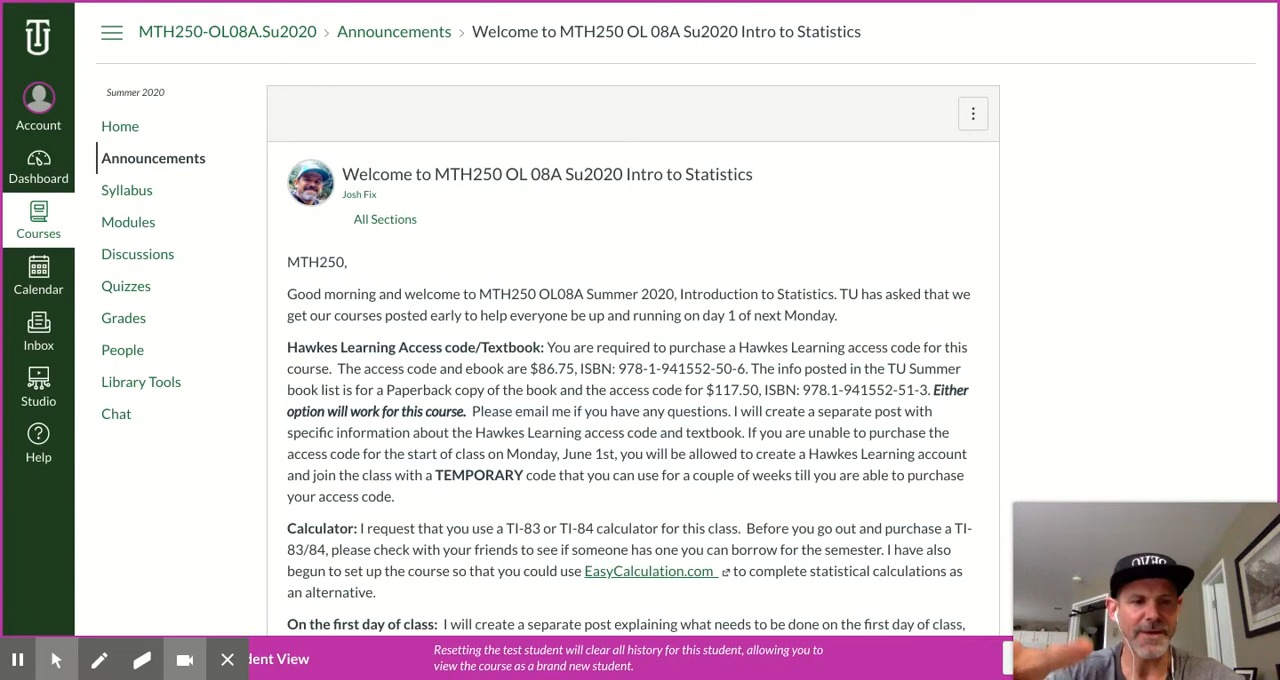 MTH250-OL08A.Su2020 › Announcements › Welcome to MTH250 OL 08A Su2020 Intro to Statistics
Account
Dashboard
Courses
Calendar
Inbox
Studio
Help
Summer 2020
Home
Announcements
Syllabus
Modules
Discussions
Quizzes
Grades
People
Library Tools
Chat
Welcome to MTH250 OL 08A Su2020 Intro to Statistics
Josh Fix
All Sections
MTH250,
Good morning and welcome to MTH250 OL08A Summer 2020, Introduction to Statistics. TU has asked that we
get our courses posted early to help everyone be up and running on day 1 of next Monday.
Hawkes Learning Access code/Textbook: You are required to purchase a Hawkes Learning access code for this
course. The access code and ebook are $86.75, ISBN: 978-1-941552-50-6. The info posted in the TU Summer
book list is for a Paperback copy of the book and the access code for $117.50, ISBN: 978.1-941552-51-3. Either
option will work for this course. Please email me if you have any questions. I will create a separate post with
specific information about the Hawkes Learning access code and textbook. If you are unable to purchase the
access code for the start of class on Monday, June 1st, you will be allowed to create a Hawkes Learning account
and join the class with a TEMPORARY code that you can use for a couple of weeks till you are able to purchase
your access code.
Calculator: I request that you use a TI-83 or TI-84 calculator for this class. Before you go out and purchase a TI-
83/84, please check with your friends to see if someone has one you can borrow for the semester. I have also
begun to set up the course so that you could use EasyCalculation.com to complete statistical calculations as
an alternative.
On the first day of class: I will create a separate post explaining what needs to be done on the first day of class,
dent View
Resetting the test student will clear all history for this student, allowing you to
view the course as a brand new student.